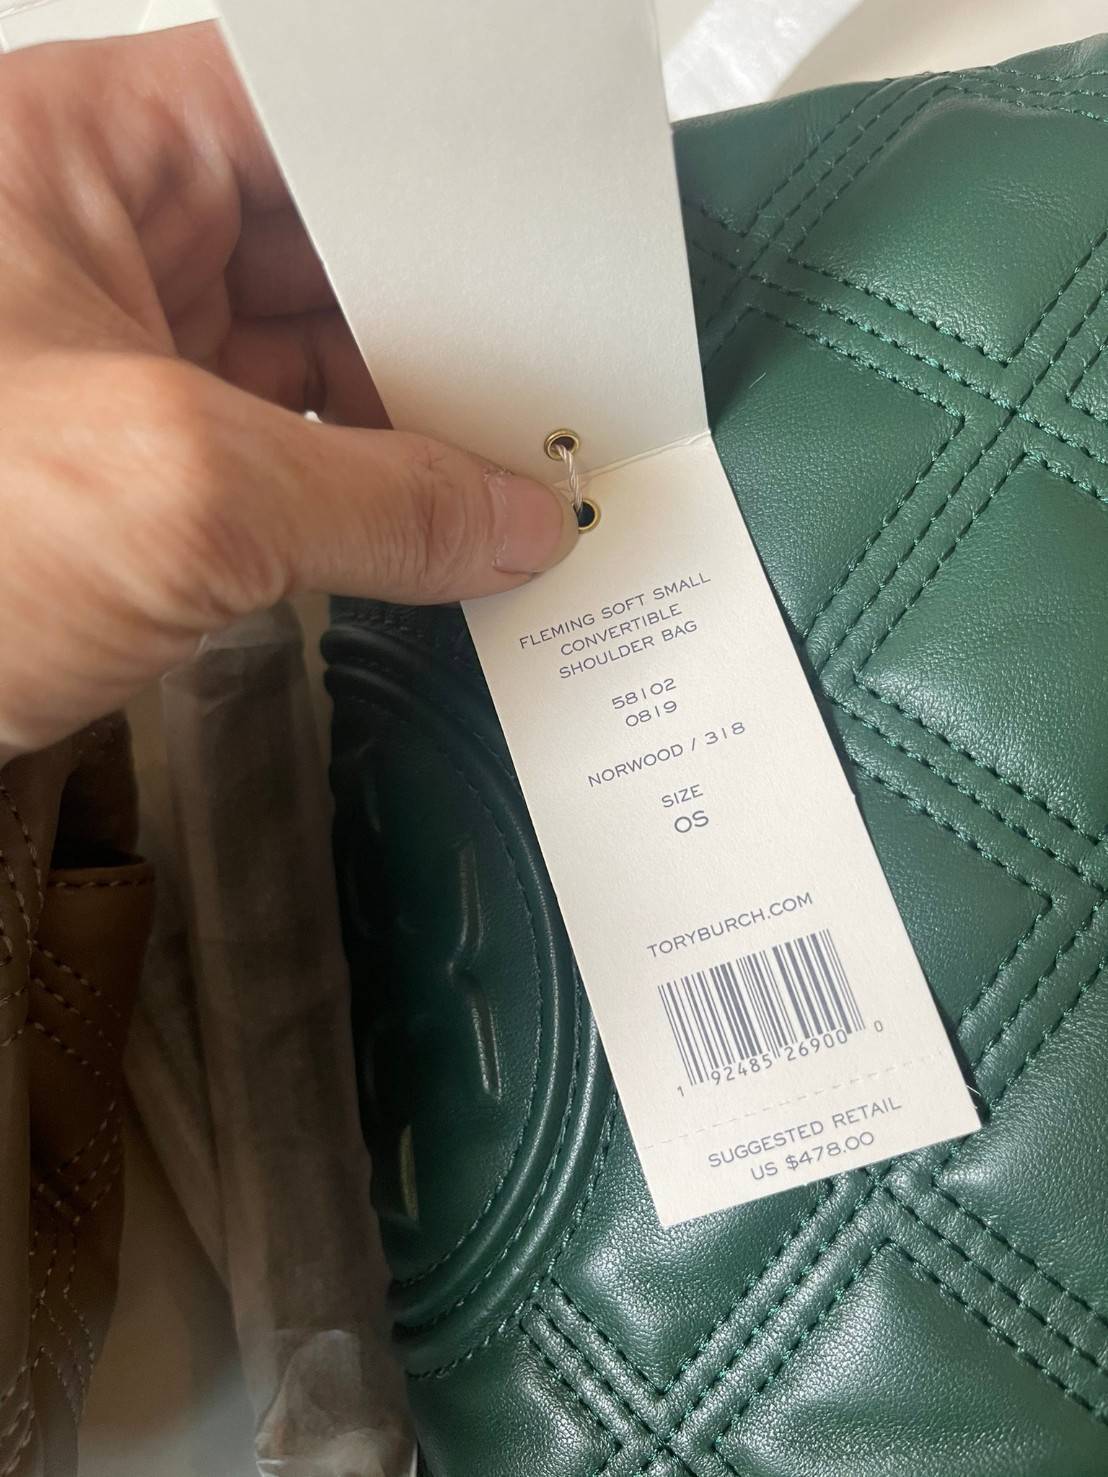 FLEMING SOFT SMALL
CONVERTIBLE
SHOULDER BAG
58102
0819
NORWOOD / 318
SIZE
OS
TORYBURCH.COM
1 92485 26900 0
SUGGESTED RETAIL
US $478.00